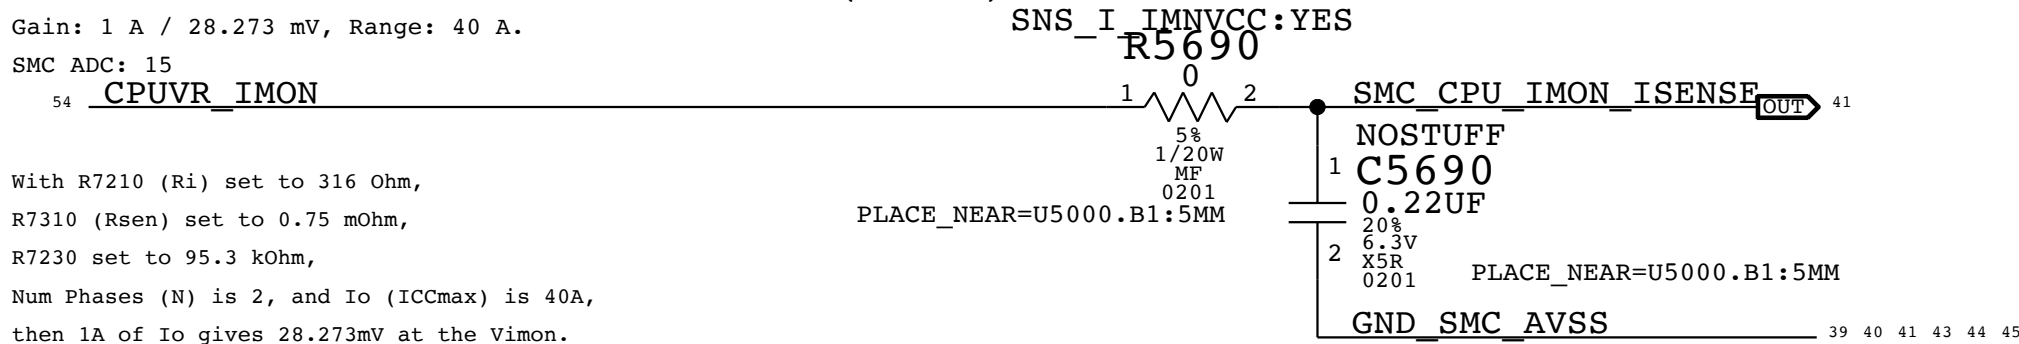 Gain: 1 A / 28.273 mV, Range: 40 A.
SMC ADC: 15
54 CPUVR_IMON
SNS_I_IMNVCC:YES
R5690
0
1 2
5%
1/20W
MF
0201
PLACE_NEAR=U5000.B1:5MM
SMC_CPU_IMON_ISENSE OUT 41
NOSTUFF
1 C5690
0.22UF
20%
6.3V
2 X5R
0201
PLACE_NEAR=U5000.B1:5MM
GND_SMC_AVSS 39 40 41 43 44 45
With R7210 (Ri) set to 316 Ohm,
R7310 (Rsen) set to 0.75 mOhm,
R7230 set to 95.3 kOhm,
Num Phases (N) is 2, and Io (ICCmax) is 40A,
then 1A of Io gives 28.273mV at the Vimon.